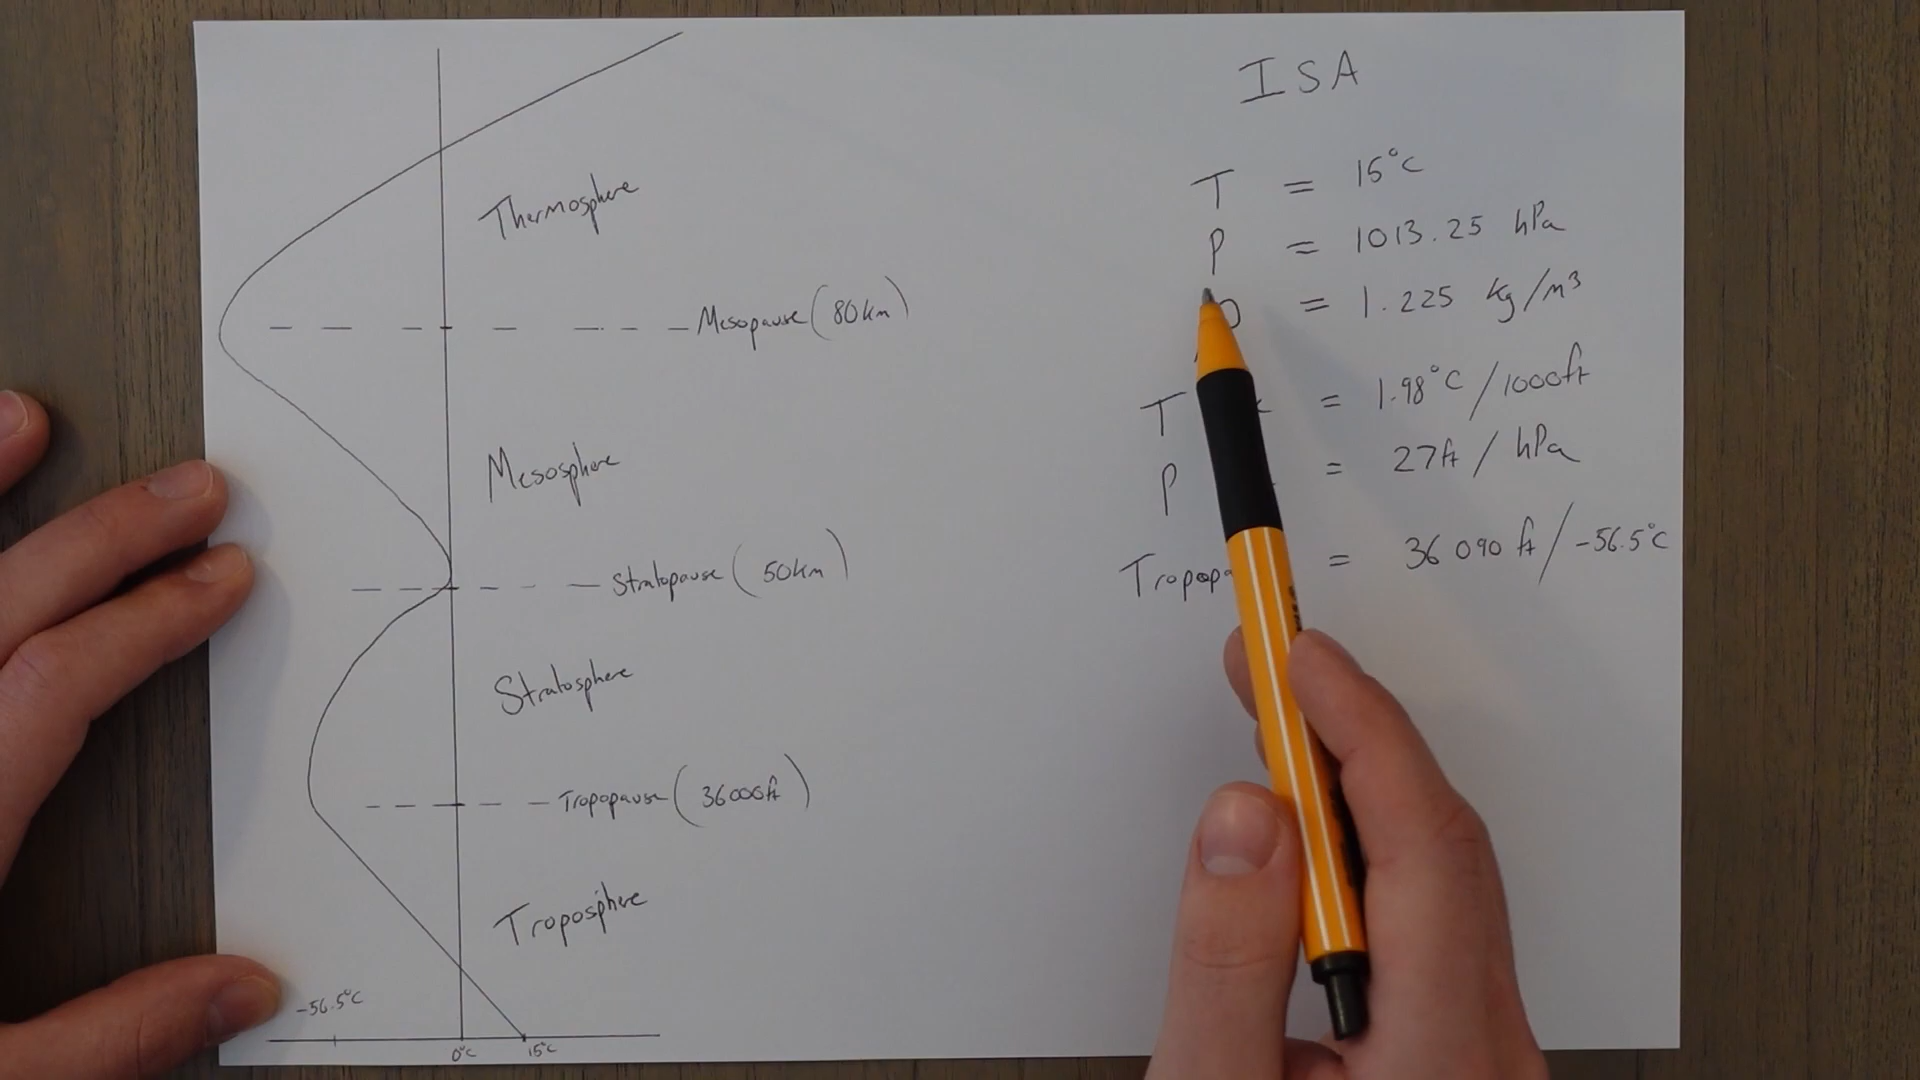 Thermosphere
Mesopause (80km)
Mesosphere
Stratopause (50km)
Stratosphere
Tropopause (36000ft)
Troposphere
-56.5°C
0°C 15°C
ISA
T = 15°C
P = 1013.25 hPa
= 1.225 kg/m³
T = 1.98°C / 1000ft
P = 27ft / hPa
= 36 090 ft / -56.5°C